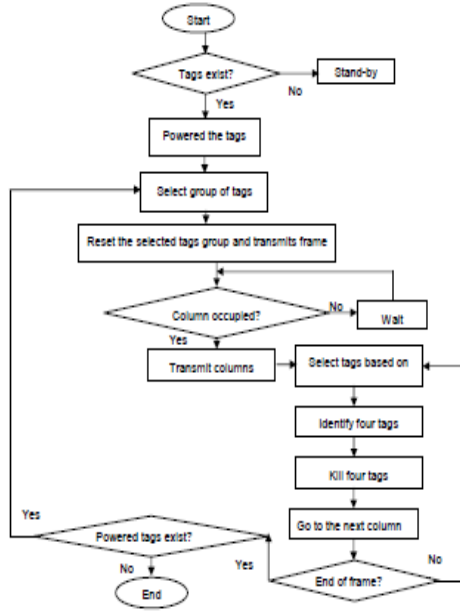 Start
Tags exist?
No
Stand-by
Yes
Powered the tags
Select group of tags
Reset the selected tags group and transmits frame
Column occupied?
No
Wait
Yes
Transmit columns
Select tags based on
Identify four tags
Kill four tags
Go to the next column
End of frame?
No
Yes
Powered tags exist?
Yes
No
End